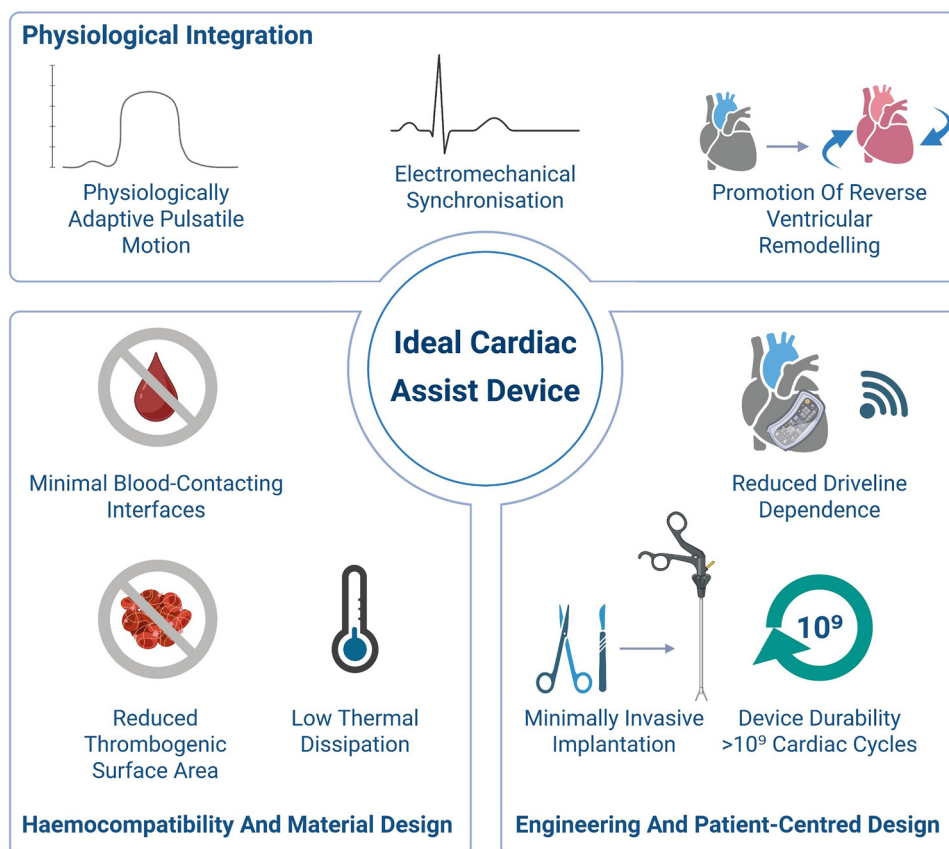 Physiological Integration
Physiologically
Adaptive Pulsatile
Motion
Electromechanical
Synchronisation
Promotion Of Reverse
Ventricular
Remodelling
Ideal Cardiac
Assist Device
Minimal Blood-Contacting
Interfaces
Reduced
Thrombogenic
Surface Area
Low Thermal
Dissipation
Haemocompatibility And Material Design
Reduced Driveline
Dependence
10⁹
Minimally Invasive
Implantation
Device Durability
>10⁹ Cardiac Cycles
Engineering And Patient-Centred Design